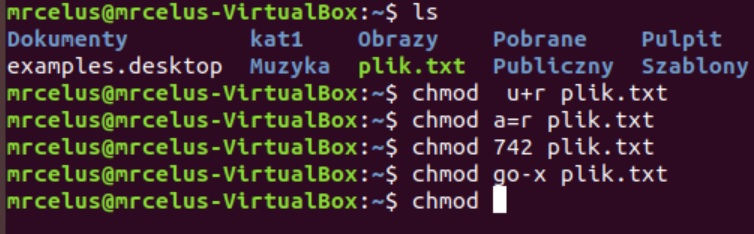 mrcelus@mrcelus-VirtualBox:~$ ls
Dokumenty kat1 Obrazy Pobrane Pulpit
examples.desktop Muzyka plik.txt Publiczny Szablony
mrcelus@mrcelus-VirtualBox:~$ chmod  u+r plik.txt
mrcelus@mrcelus-VirtualBox:~$ chmod a=r plik.txt
mrcelus@mrcelus-VirtualBox:~$ chmod 742 plik.txt
mrcelus@mrcelus-VirtualBox:~$ chmod go-x plik.txt
mrcelus@mrcelus-VirtualBox:~$ chmod